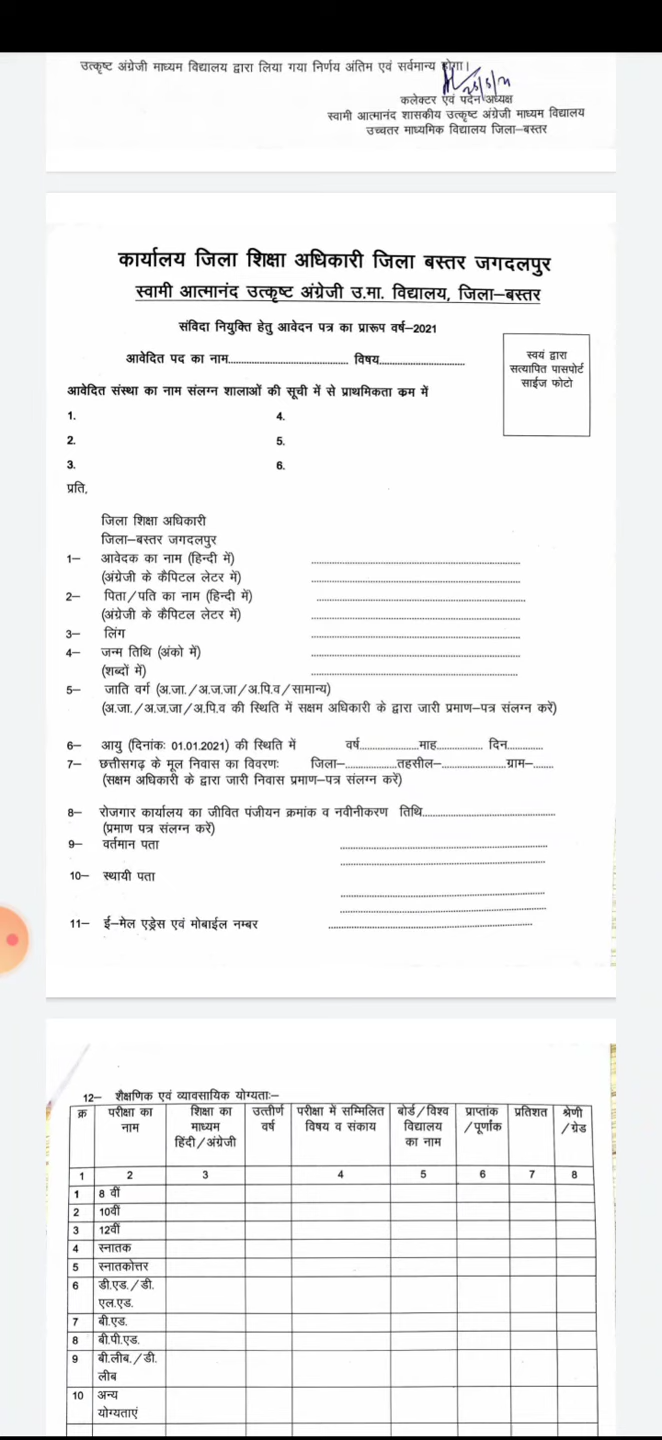 उत्कृष्ट अंग्रेजी माध्यम विद्यालय द्वारा लिया गया निर्णय अंतिम एवं सर्वमान्य होगा।
कलेक्टर एवं पदेन अध्यक्ष
स्वामी आत्मानंद शासकीय उत्कृष्ट अंग्रेजी माध्यम विद्यालय
उच्चतर माध्यमिक विद्यालय जिला–बस्तर
कार्यालय जिला शिक्षा अधिकारी जिला बस्तर जगदलपुर
स्वामी आत्मानंद उत्कृष्ट अंग्रेजी उ.मा. विद्यालय, जिला–बस्तर
संविदा नियुक्ति हेतु आवेदन पत्र का प्रारूप वर्ष–2021
आवेदित पद का नाम............................................ विषय................................
स्वयं द्वारा
सत्यापित पासपोर्ट
साईज फोटो
आवेदित संस्था का नाम संलग्न शालाओं की सूची में से प्राथमिकता कम में
1. 4.
2. 5.
3. 6.
प्रति,
जिला शिक्षा अधिकारी
जिला–बस्तर जगदलपुर
1– आवेदक का नाम (हिन्दी में) ............................................................
(अंग्रेजी के कैपिटल लेटर में) ............................................................
2– पिता/पति का नाम (हिन्दी में) ............................................................
(अंग्रेजी के कैपिटल लेटर में) ............................................................
3– लिंग ............................................................
4– जन्म तिथि (अंको में) ............................................................
(शब्दों में) ............................................................
5– जाति वर्ग (अ.जा./अ.ज.जा/अ.पि.व/सामान्य)
(अ.जा./अ.ज.जा/अ.पि.व की स्थिति में सक्षम अधिकारी के द्वारा जारी प्रमाण–पत्र संलग्न करें)
6– आयु (दिनांक: 01.01.2021) की स्थिति में वर्ष.....................माह................ दिन.............
7– छत्तीसगढ़ के मूल निवास का विवरण: जिला–..................तहसील–......................ग्राम–.......
(सक्षम अधिकारी के द्वारा जारी निवास प्रमाण–पत्र संलग्न करें)
8– रोजगार कार्यालय का जीवित पंजीयन क्रमांक व नवीनीकरण तिथि................................................
(प्रमाण पत्र संलग्न करें)
9– वर्तमान पता ............................................................
............................................................
10– स्थायी पता
............................................................
............................................................
11– ई–मेल एड्रेस एवं मोबाईल नम्बर ............................................................
12– शैक्षणिक एवं व्यावसायिक योग्यताः–
क्र परीक्षा का नाम शिक्षा का माध्यम हिंदी/अंग्रेजी उत्तीर्ण वर्ष परीक्षा में सम्मिलित विषय व संकाय बोर्ड/विश्व विद्यालय का नाम प्राप्तांक /पूर्णांक प्रतिशत श्रेणी /ग्रेड
1 2 3 4 5 6 7 8
1 8 वीं
2 10वीं
3 12वीं
4 स्नातक
5 स्नातकोत्तर
6 डी.एड./डी.
एल.एड.
7 बी.एड.
8 बी.पी.एड.
9 बी.लीब./डी.
लीब
10 अन्य
योग्यताएं